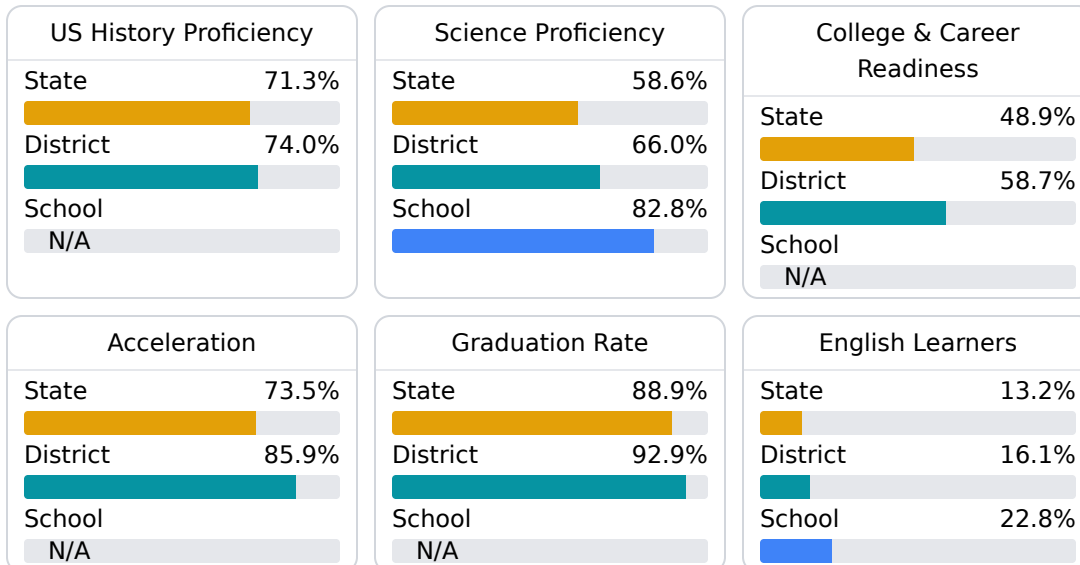 US History Proficiency
State 71.3%
District 74.0%
School
N/A
Science Proficiency
State 58.6%
District 66.0%
School 82.8%
College & Career
Readiness
State 48.9%
District 58.7%
School
N/A
Acceleration
State 73.5%
District 85.9%
School
N/A
Graduation Rate
State 88.9%
District 92.9%
School
N/A
English Learners
State 13.2%
District 16.1%
School 22.8%